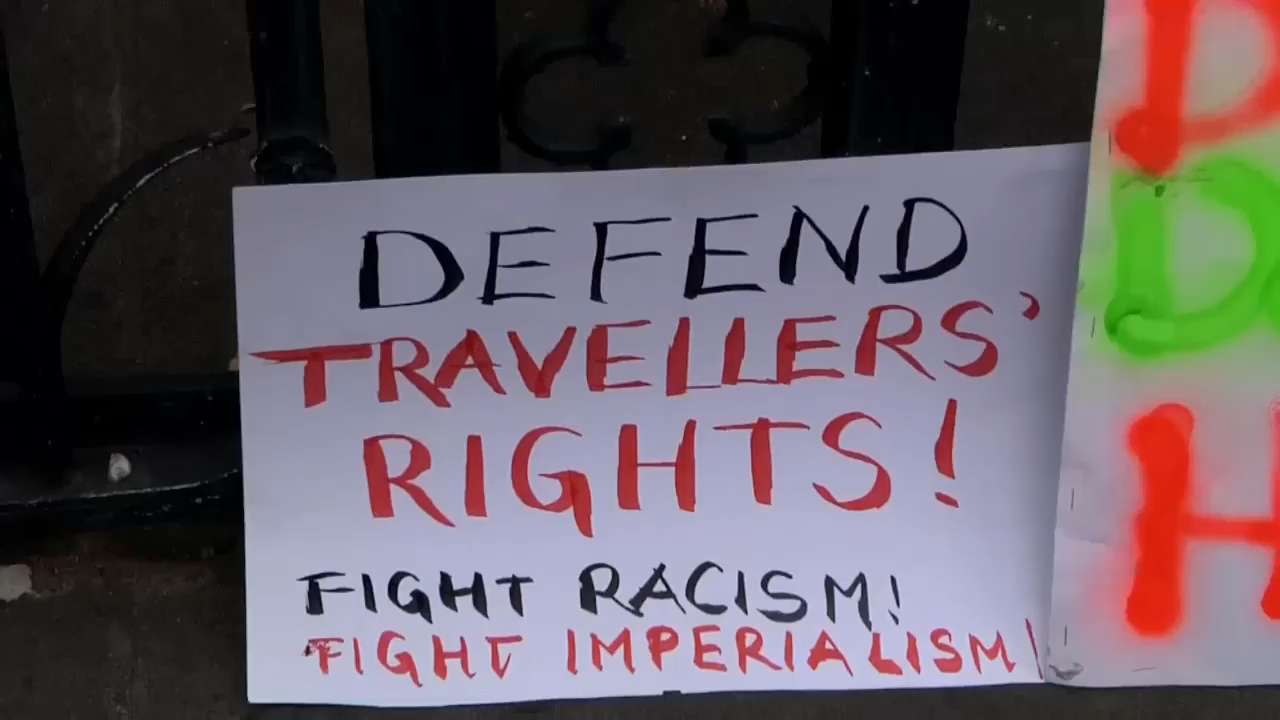 DEFEND
TRAVELLERS'
RIGHTS!
FIGHT RACISM!
FIGHT IMPERIALISM!